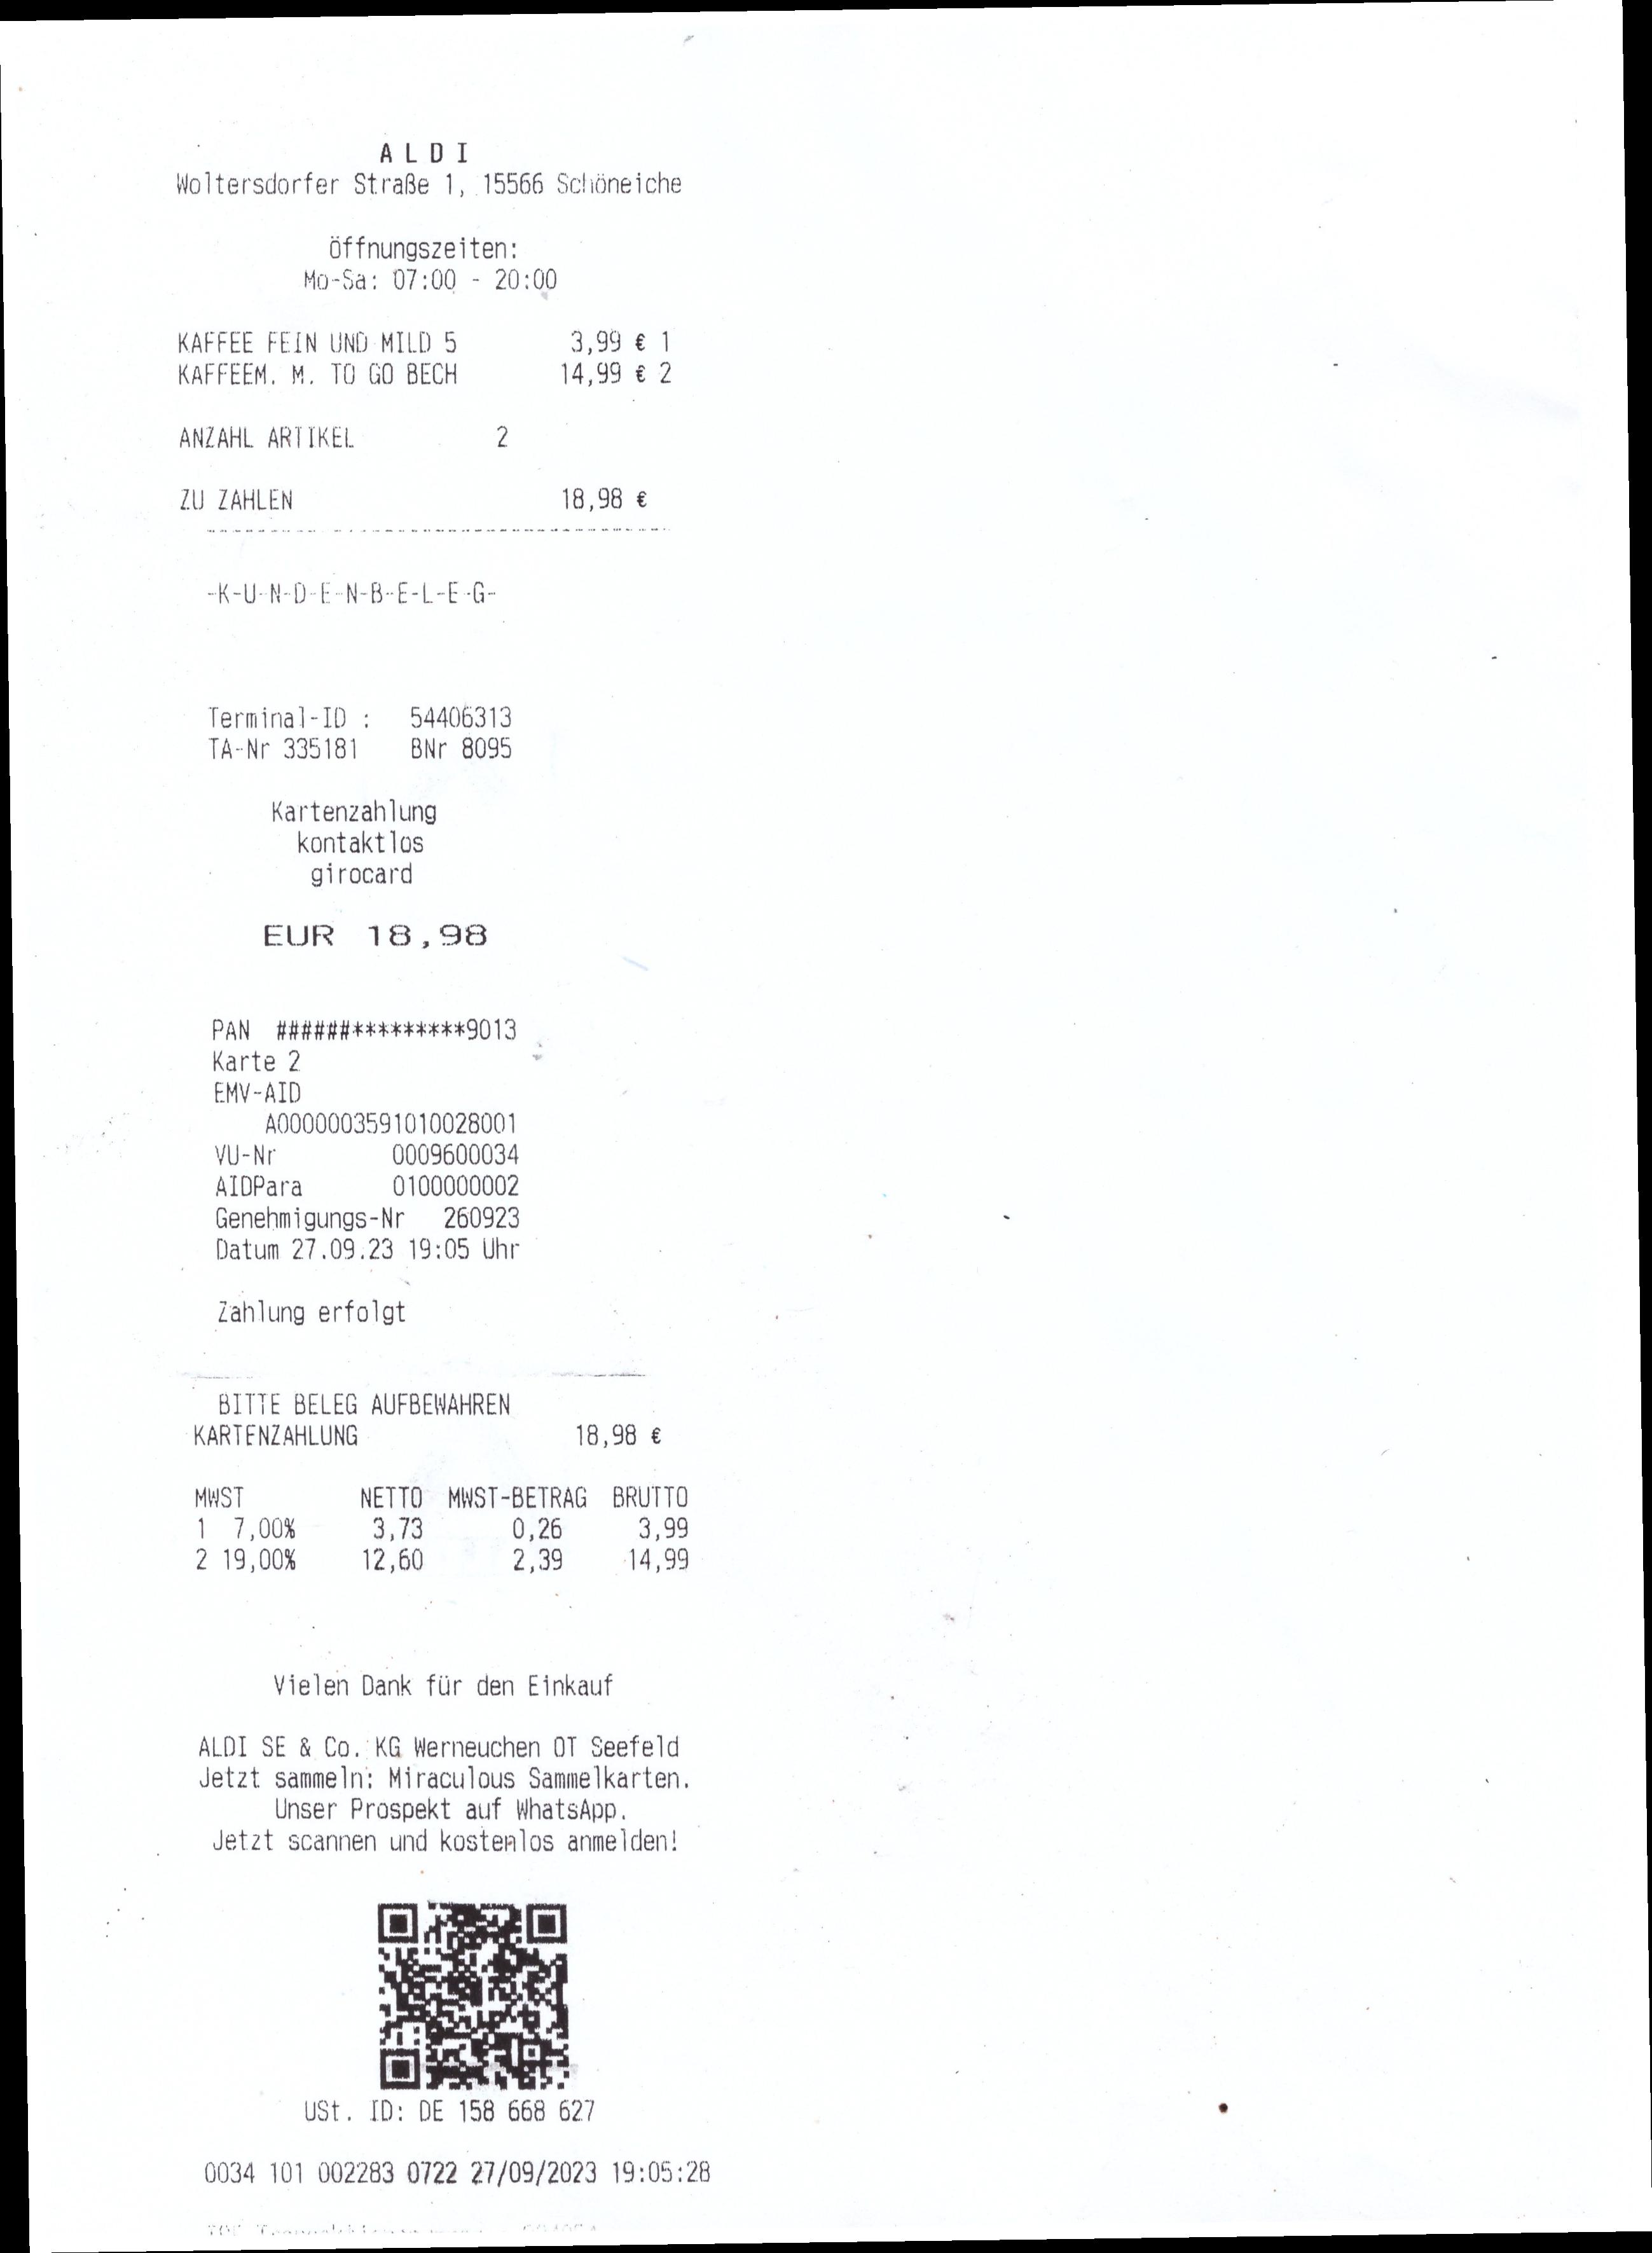 A L D I
Woltersdorfer Straße 1, 15566 Schöneiche
Öffnungszeiten:
Mo-Sa: 07:00 - 20:00
KAFFEE FEIN UND MILD 5 3,99 € 1
KAFFEEM. M. TO GO BECH 14,99 € 2
ANZAHL ARTIKEL 2
ZU ZAHLEN 18,98 €
-K-U-N-D-E-N-B-E-L-E-G-
Terminal-ID : 54406313
TA-Nr 335181 BNr 8095
Kartenzahlung
kontaktlos
girocard
EUR 18,98
PAN ######*********9013
Karte 2
EMV-AID
A0000003591010028001
VU-Nr 0009600034
AIDPara 0100000002
Genehmigungs-Nr 260923
Datum 27.09.23 19:05 Uhr
Zahlung erfolgt
BITTE BELEG AUFBEWAHREN
KARTENZAHLUNG 18,98 €
MWST NETTO MWST-BETRAG BRUTTO
1 7,00% 3,73 0,26 3,99
2 19,00% 12,60 2,39 14,99
Vielen Dank für den Einkauf
ALDI SE & Co. KG Werneuchen OT Seefeld
Jetzt sammeln: Miraculous Sammelkarten.
Unser Prospekt auf WhatsApp.
Jetzt scannen und kostenlos anmelden!
USt. ID: DE 158 668 627
0034 101 002283 0722 27/09/2023 19:05:28